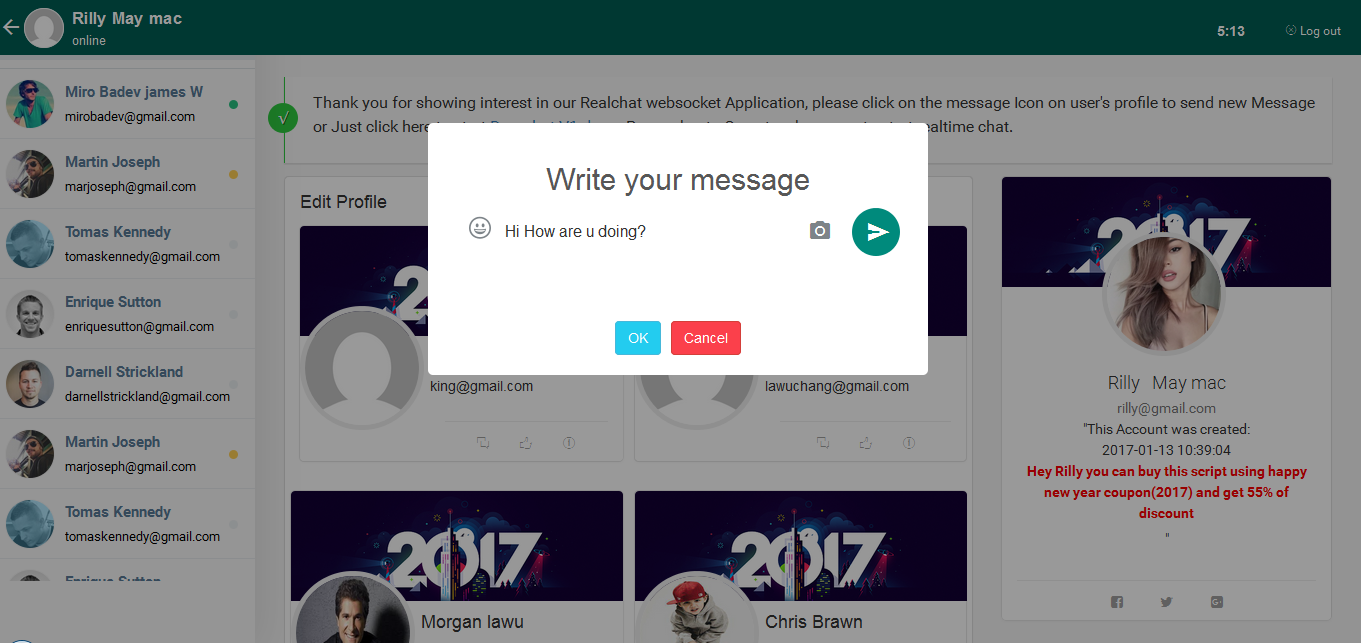 Rilly May mac
online
5:13
Log out
Miro Badev james W
mirobadev@gmail.com
Martin Joseph
marjoseph@gmail.com
Tomas Kennedy
tomaskennedy@gmail.com
Enrique Sutton
enriquesutton@gmail.com
Darnell Strickland
darnellstrickland@gmail.com
Martin Joseph
marjoseph@gmail.com
Tomas Kennedy
tomaskennedy@gmail.com
Enrique Sutton
√
Thank you for showing interest in our Realchat websocket Application, please click on the message Icon on user's profile to send new Message
or Just click here realtime chat.
Write your message
Hi How are u doing?
OK
Cancel
Edit Profile
king@gmail.com
lawuchang@gmail.com
2017
Morgan lawu
2017
Chris Brawn
Rilly May mac
rilly@gmail.com
"This Account was created:
2017-01-13 10:39:04
Hey Rilly you can buy this script using happy
new year coupon(2017) and get 55% of
discount
"